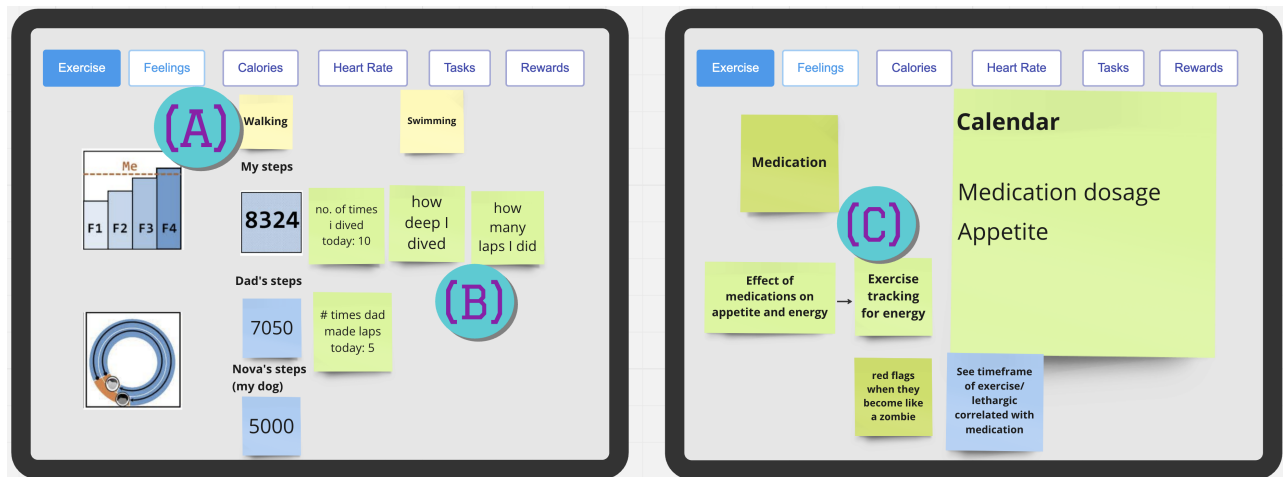 Exercise
Feelings
Calories
Heart Rate
Tasks
Rewards
(A)
Walking
Swimming
Me
F1 F2 F3 F4
My steps
8324
no. of times
i dived
today: 10
how
deep I
dived
how
many
laps I did
(B)
Dad's steps
7050
# times dad
made laps
today: 5
Nova's steps
(my dog)
5000
Exercise
Feelings
Calories
Heart Rate
Tasks
Rewards
Medication
Calendar
Medication dosage
Appetite
(C)
Effect of
medications on
appetite and energy
Exercise
tracking
for energy
red flags
when they
become like
a zombie
See timeframe
of exercise/
lethargic
correlated with
medication